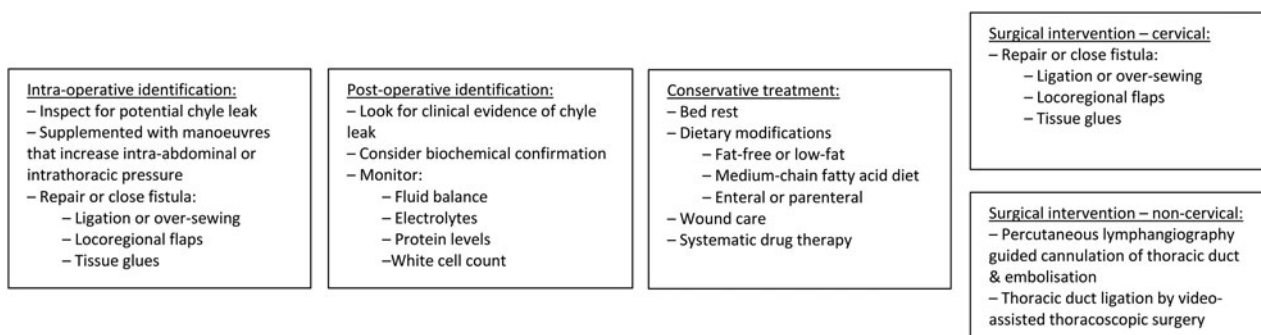 Intra-operative identification:
– Inspect for potential chyle leak
– Supplemented with manoeuvres
that increase intra-abdominal or
intrathoracic pressure
– Repair or close fistula:
– Ligation or over-sewing
– Locoregional flaps
– Tissue glues
Post-operative identification:
– Look for clinical evidence of chyle
leak
– Consider biochemical confirmation
– Monitor:
– Fluid balance
– Electrolytes
– Protein levels
–White cell count
Conservative treatment:
– Bed rest
– Dietary modifications
– Fat-free or low-fat
– Medium-chain fatty acid diet
– Enteral or parenteral
– Wound care
– Systematic drug therapy
Surgical intervention – cervical:
– Repair or close fistula:
– Ligation or over-sewing
– Locoregional flaps
– Tissue glues
Surgical intervention – non-cervical:
– Percutaneous lymphangiography
guided cannulation of thoracic duct
& embolisation
– Thoracic duct ligation by video-
assisted thoracoscopic surgery